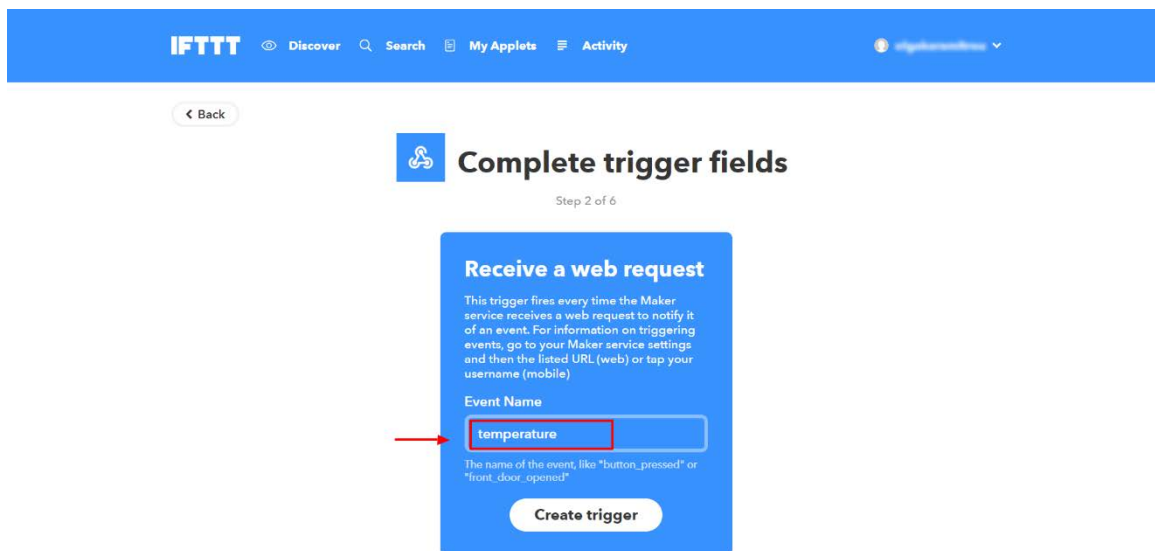 IFTTT Discover Search My Applets Activity
Back
Complete trigger fields
Step 2 of 6
Receive a web request
This trigger fires every time the Maker
service receives a web request to notify it
of an event. For information on triggering
events, go to your Maker service settings
and then the listed URL (web) or tap your
username (mobile)
Event Name
temperature
The name of the event, like "button_pressed" or
"front_door_opened"
Create trigger